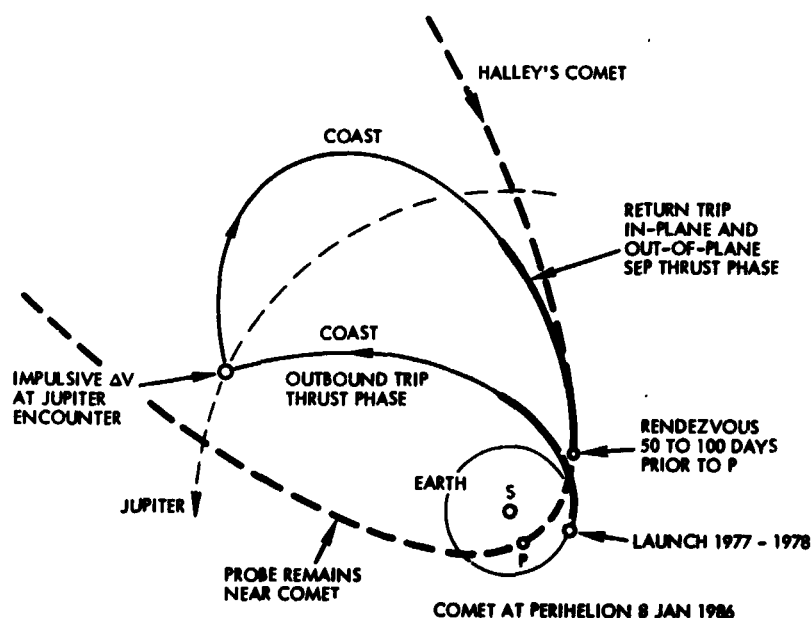 HALLEY'S COMET
COAST
RETURN TRIP
IN-PLANE AND
OUT-OF-PLANE
SEP THRUST PHASE
COAST
IMPULSIVE ΔV
AT JUPITER
ENCOUNTER
OUTBOUND TRIP
THRUST PHASE
RENDEZVOUS
50 TO 100 DAYS
PRIOR TO P
EARTH
S
JUPITER
P
LAUNCH 1977 - 1978
PROBE REMAINS
NEAR COMET
COMET AT PERIHELION 8 JAN 1986